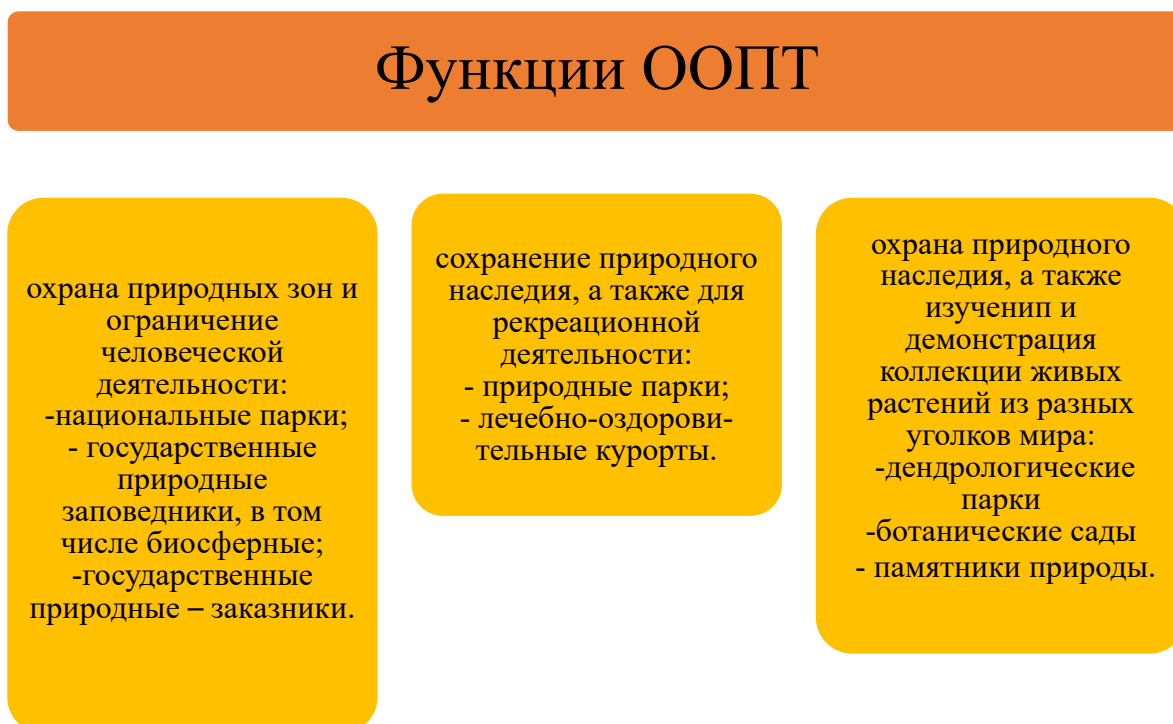 Функции ООПТ
охрана природных зон и
ограничение
человеческой
деятельности:
-национальные парки;
- государственные
природные
заповедники, в том
числе биосферные;
-государственные
природные – заказники.
сохранение природного
наследия, а также для
рекреационной
деятельности:
- природные парки;
- лечебно-оздорови-
тельные курорты.
охрана природного
наследия, а также
изученип и
демонстрация
коллекции живых
растений из разных
уголков мира:
-дендрологические
парки
-ботанические сады
- памятники природы.